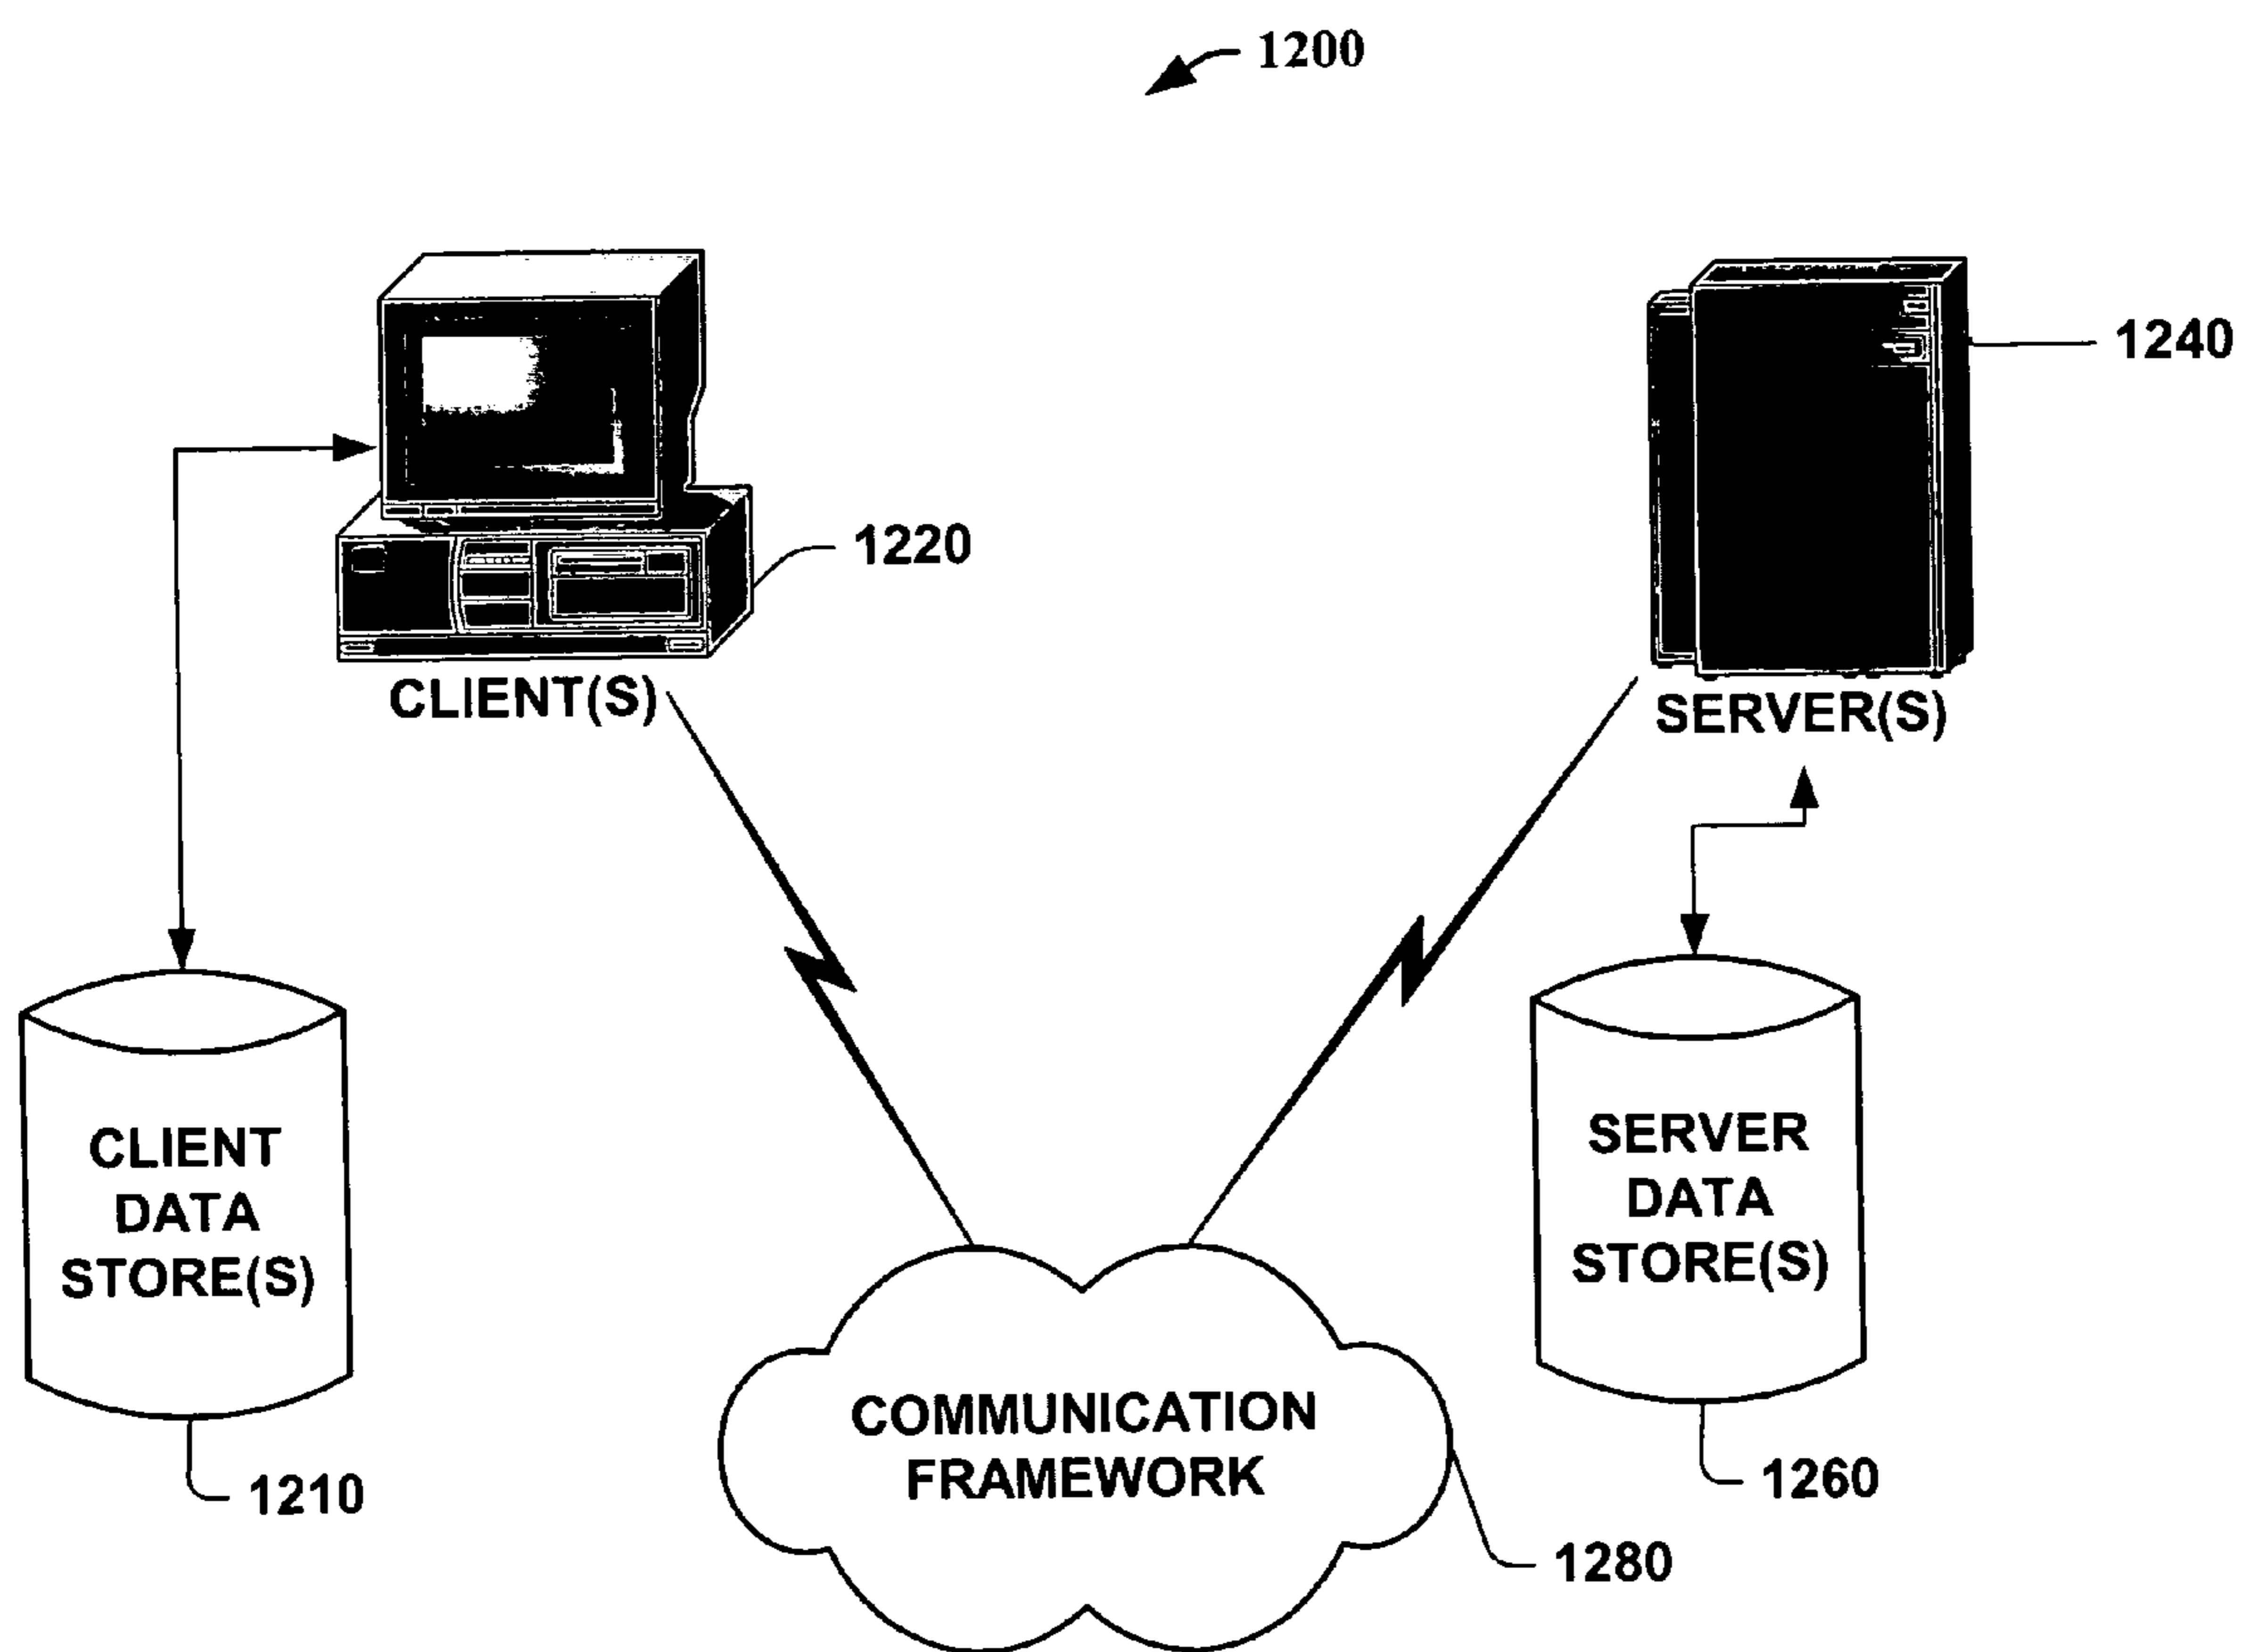 1200
1240
1220
CLIENT(S)
SERVER(S)
CLIENT
DATA
STORE(S)
SERVER
DATA
STORE(S)
COMMUNICATION
FRAMEWORK
1210
1260
1280